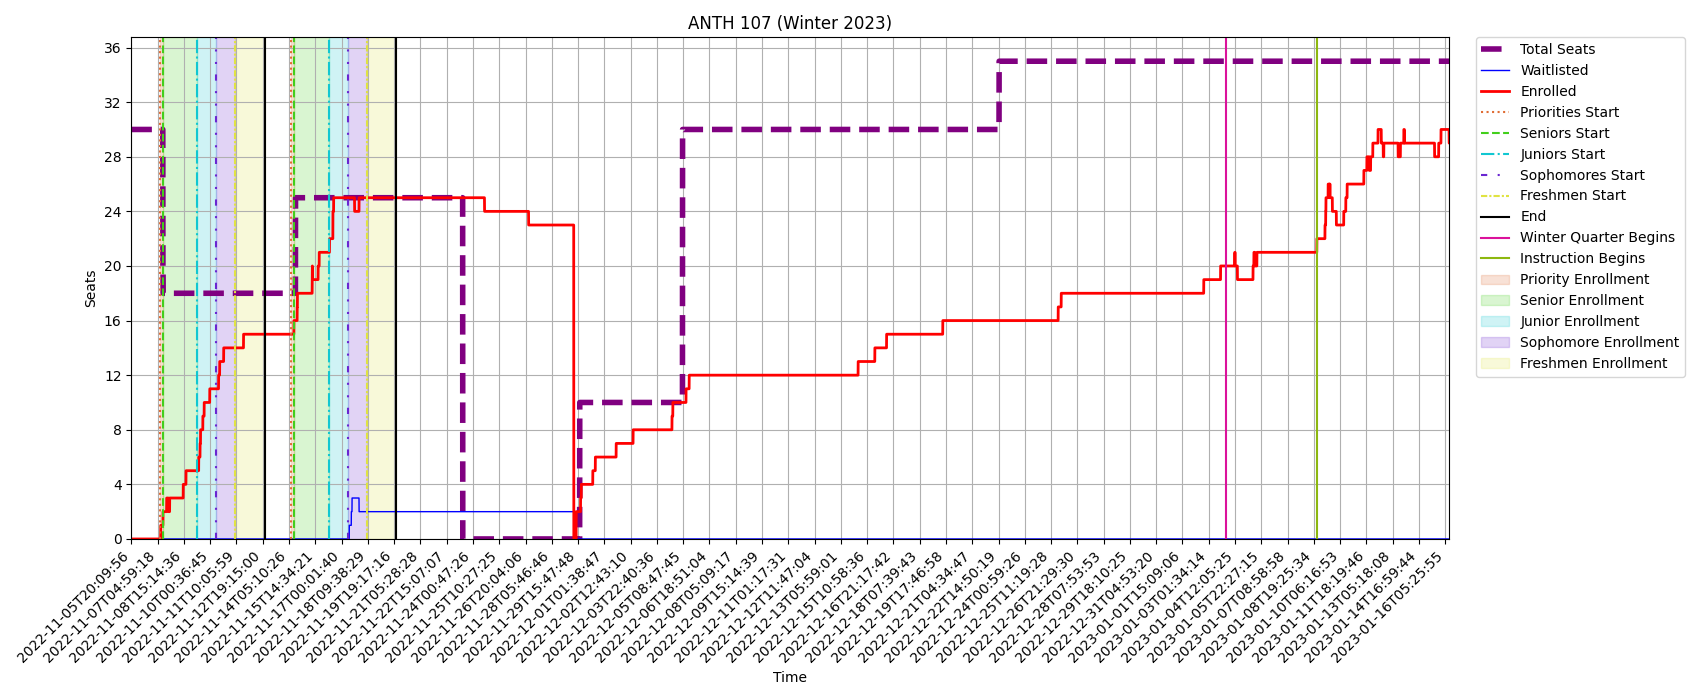 ANTH 107 (Winter 2023)
Seats
36
32
28
24
20
16
12
8
4
0
2022-11-05T20:09:56
2022-11-07T04:59:18
2022-11-08T15:14:36
2022-11-10T00:36:45
2022-11-11T10:05:59
2022-11-12T19:15:00
2022-11-14T05:10:26
2022-11-15T14:34:21
2022-11-17T00:01:40
2022-11-18T09:38:29
2022-11-19T19:17:16
2022-11-21T05:28:28
2022-11-22T15:07:07
2022-11-24T00:47:26
2022-11-25T10:27:25
2022-11-26T20:04:06
2022-11-28T05:46:46
2022-11-29T15:47:48
2022-12-01T01:38:47
2022-12-02T12:43:10
2022-12-03T22:40:36
2022-12-05T08:47:45
2022-12-06T18:51:04
2022-12-08T05:09:17
2022-12-09T15:14:39
2022-12-11T01:17:31
2022-12-12T11:47:04
2022-12-13T23:59:01
2022-12-15T10:58:36
2022-12-16T21:17:42
2022-12-18T07:39:43
2022-12-19T17:46:58
2022-12-21T04:34:47
2022-12-22T14:50:19
2022-12-24T00:59:26
2022-12-25T11:19:28
2022-12-26T21:29:30
2022-12-28T07:53:53
2022-12-29T18:10:25
2022-12-31T04:53:20
2023-01-01T15:09:06
2023-01-03T01:34:14
2023-01-04T12:05:25
2023-01-05T22:27:15
2023-01-07T08:58:58
2023-01-08T19:25:34
2023-01-10T06:16:53
2023-01-11T18:19:46
2023-01-13T05:18:08
2023-01-14T16:59:44
2023-01-16T05:25:55
Time
Total Seats
Waitlisted
Enrolled
Priorities Start
Seniors Start
Juniors Start
Sophomores Start
Freshmen Start
End
Winter Quarter Begins
Instruction Begins
Priority Enrollment
Senior Enrollment
Junior Enrollment
Sophomore Enrollment
Freshmen Enrollment